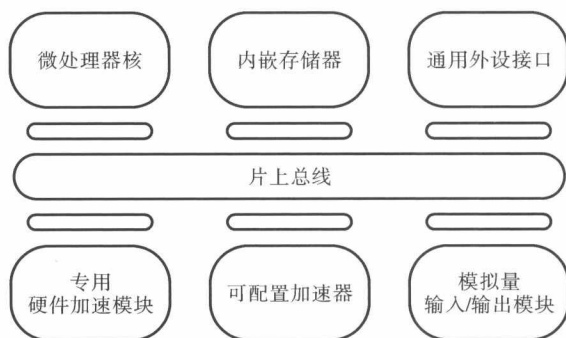 微处理器核
内嵌存储器
通用外设接口
片上总线
专用
硬件加速模块
可配置加速器
模拟量
输入/输出模块